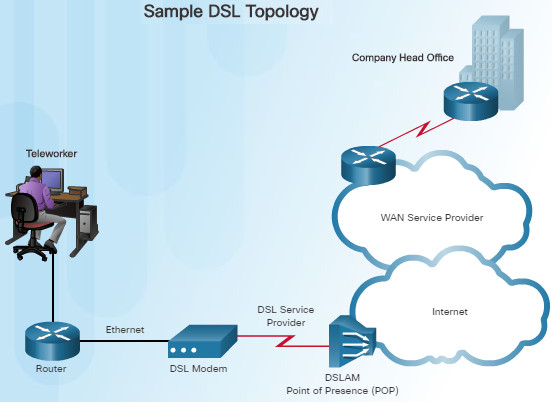 Sample DSL Topology
Company Head Office
Teleworker
WAN Service Provider
Internet
DSL Service
Provider
Ethernet
Router
DSL Modem
DSLAM
Point of Presence (POP)